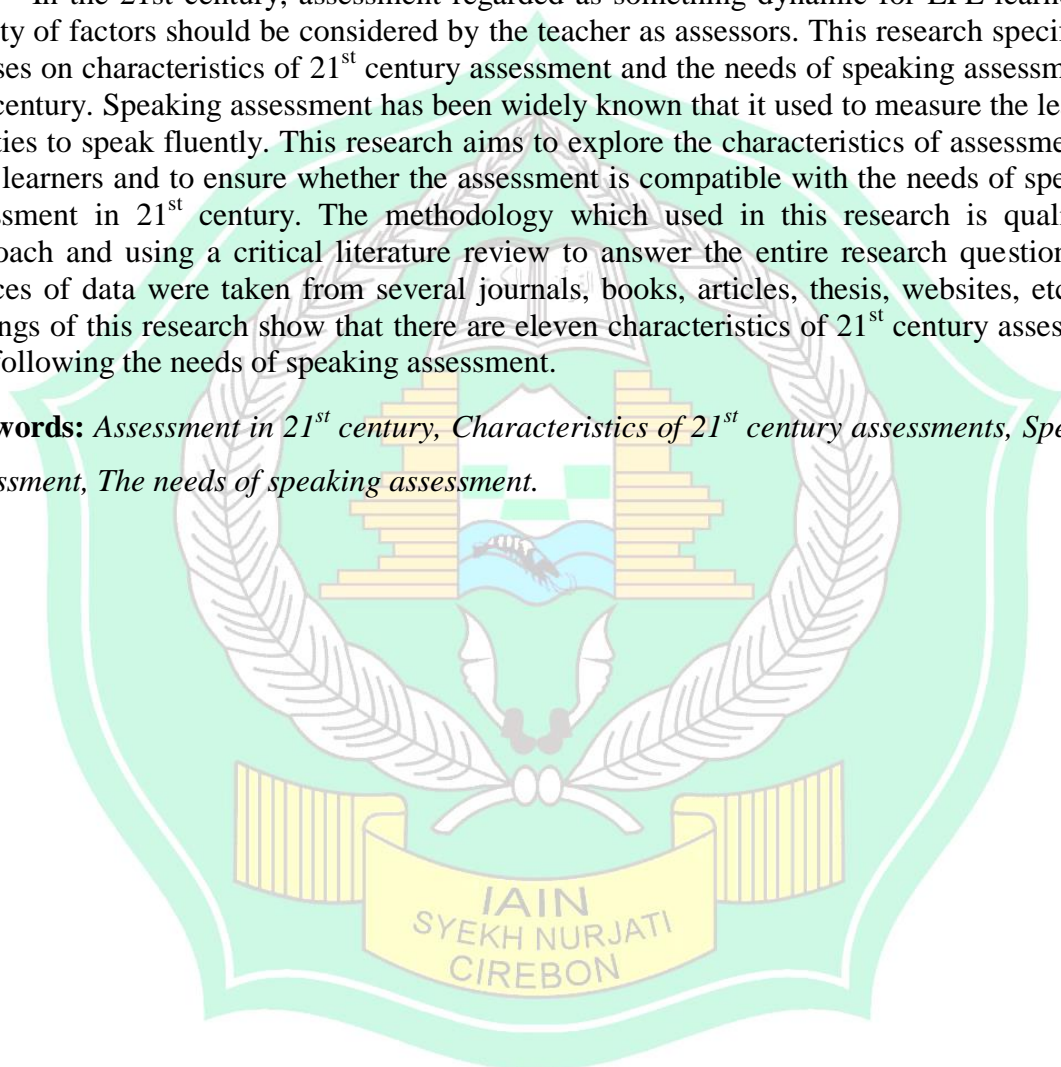 In the 21st century, assessment regarded as something dynamic for EFL learn
ty of factors should be considered by the teacher as assessors. This research specif
ses on characteristics of 21st century assessment and the needs of speaking assessm
century. Speaking assessment has been widely known that it used to measure the le
ties to speak fluently. This research aims to explore the characteristics of assessme
learners and to ensure whether the assessment is compatible with the needs of spe
ssment in 21st century. The methodology which used in this research is quali
oach and using a critical literature review to answer the entire research question
ces of data were taken from several journals, books, articles, thesis, websites, etc
ngs of this research show that there are eleven characteristics of 21st century asses
following the needs of speaking assessment.
words: Assessment in 21st century, Characteristics of 21st century assessments, Spe
ssment, The needs of speaking assessment.
IAIN
SYEKH NURJATI
CIREBON